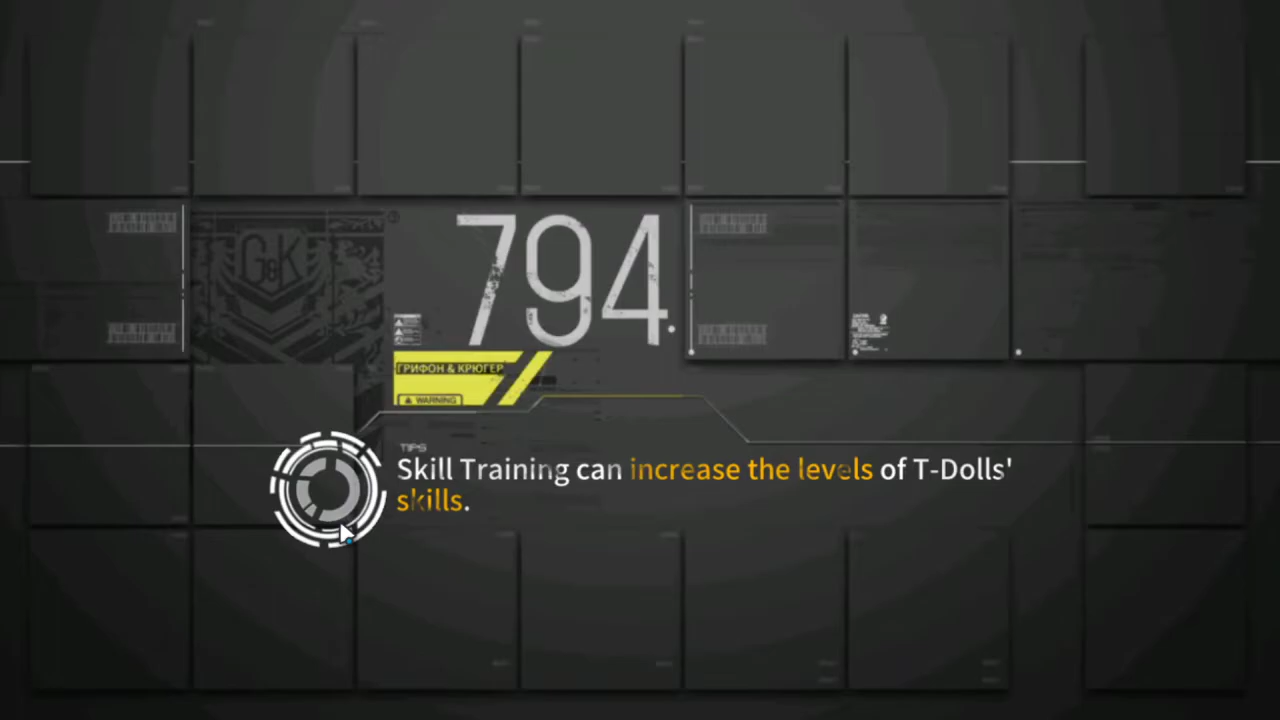 G&K
794.
ГРИФОН & КРЮГЕР
WARNING
TIPS
Skill Training can increase the levels of T-Dolls'
skills.